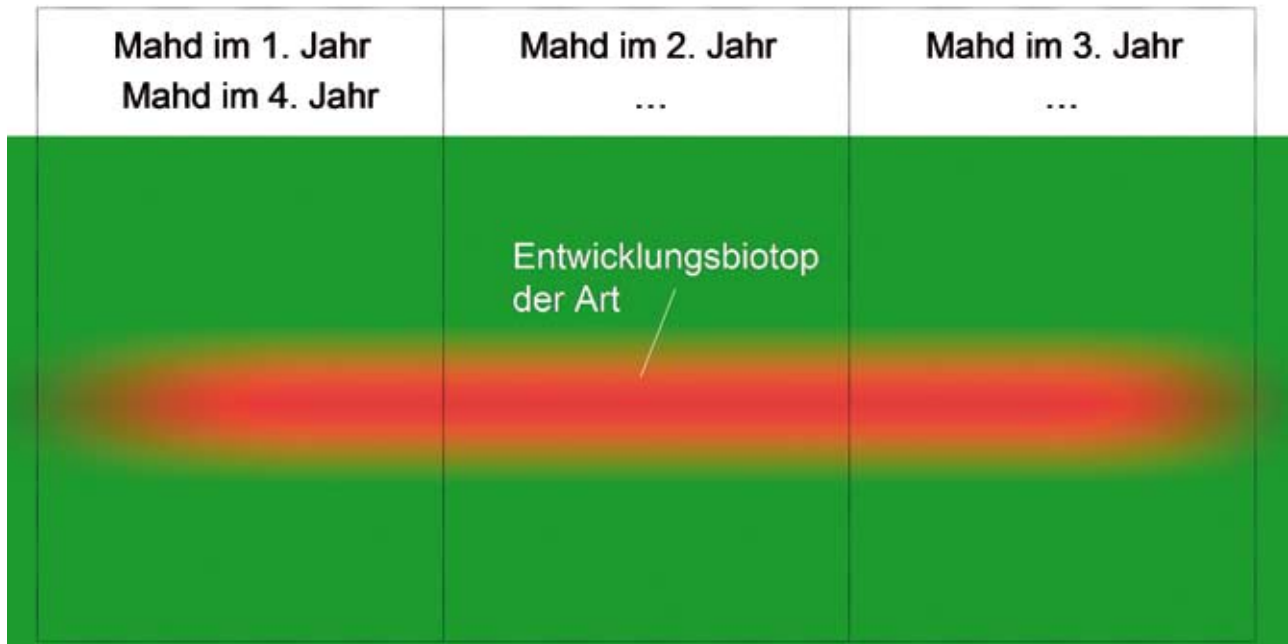 Mahd im 1. Jahr
Mahd im 4. Jahr
Mahd im 2. Jahr
...
Mahd im 3. Jahr
...
Entwicklungsbiotop
der Art